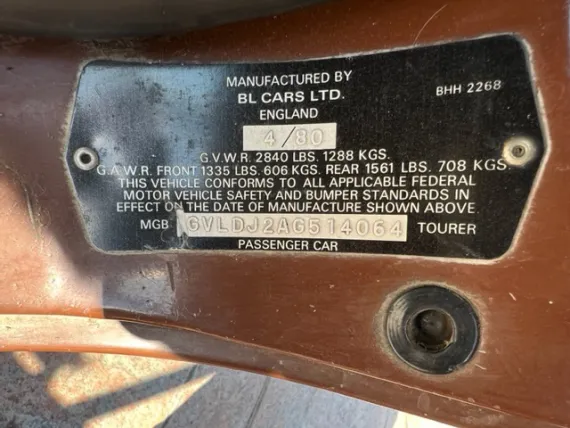 MANUFACTURED BY
BL CARS LTD.
BHH 2268
ENGLAND
4/80
G.V.W.R. 2840 LBS. 1288 KGS.
G.A.W.R. FRONT 1335 LBS. 606 KGS. REAR 1561 LBS. 708 KGS.
THIS VEHICLE CONFORMS TO ALL APPLICABLE FEDERAL
MOTOR VEHICLE SAFETY AND BUMPER STANDARDS IN
EFFECT ON THE DATE OF MANUFACTURE SHOWN ABOVE.
MGB GVLDJ2AG514064 TOURER
PASSENGER CAR